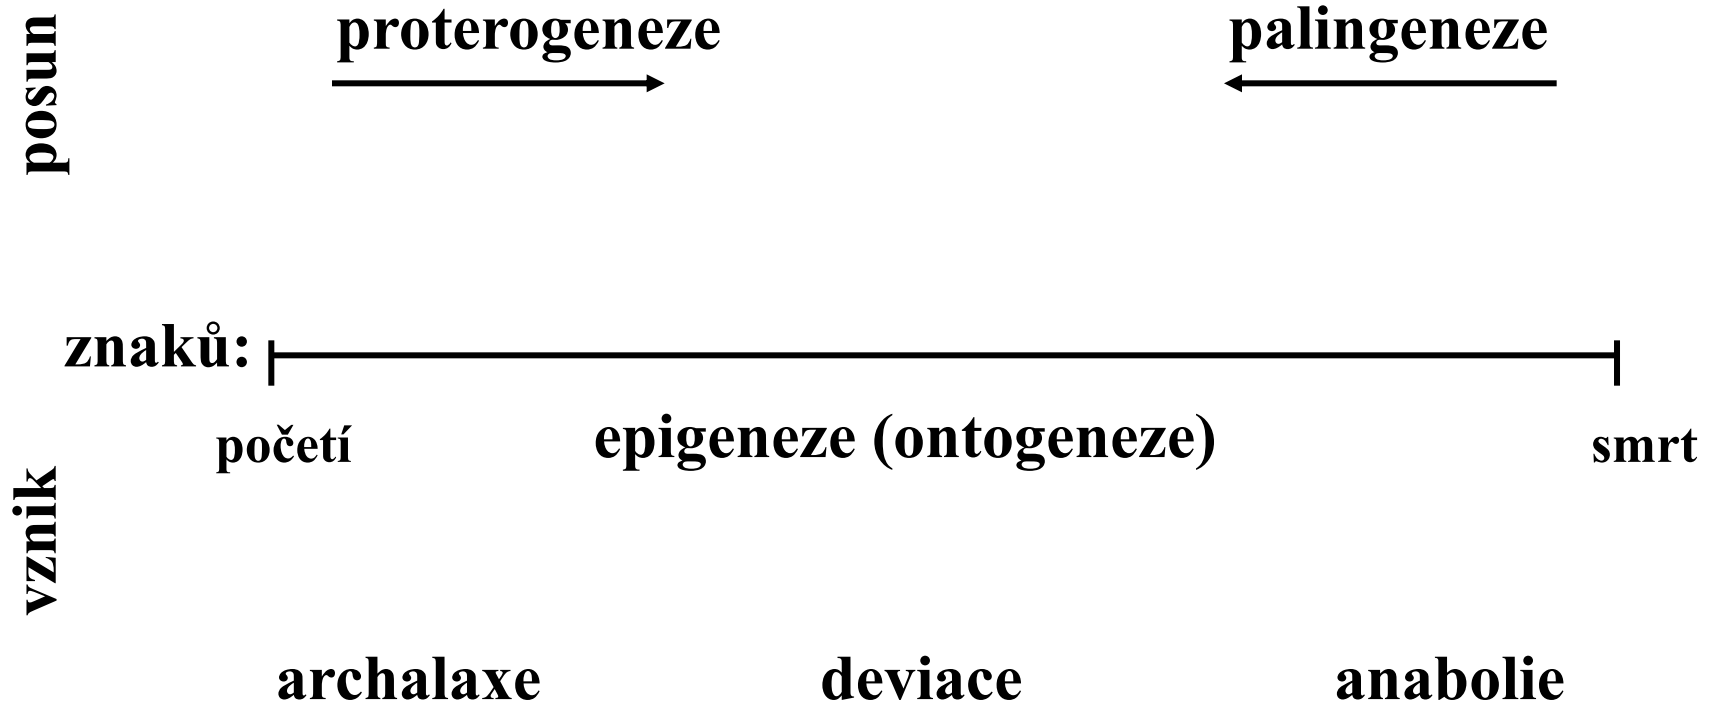 posun
proterogeneze
palingeneze
znaků:
početí
epigeneze (ontogeneze)
smrt
vznik
archalaxe
deviace
anabolie